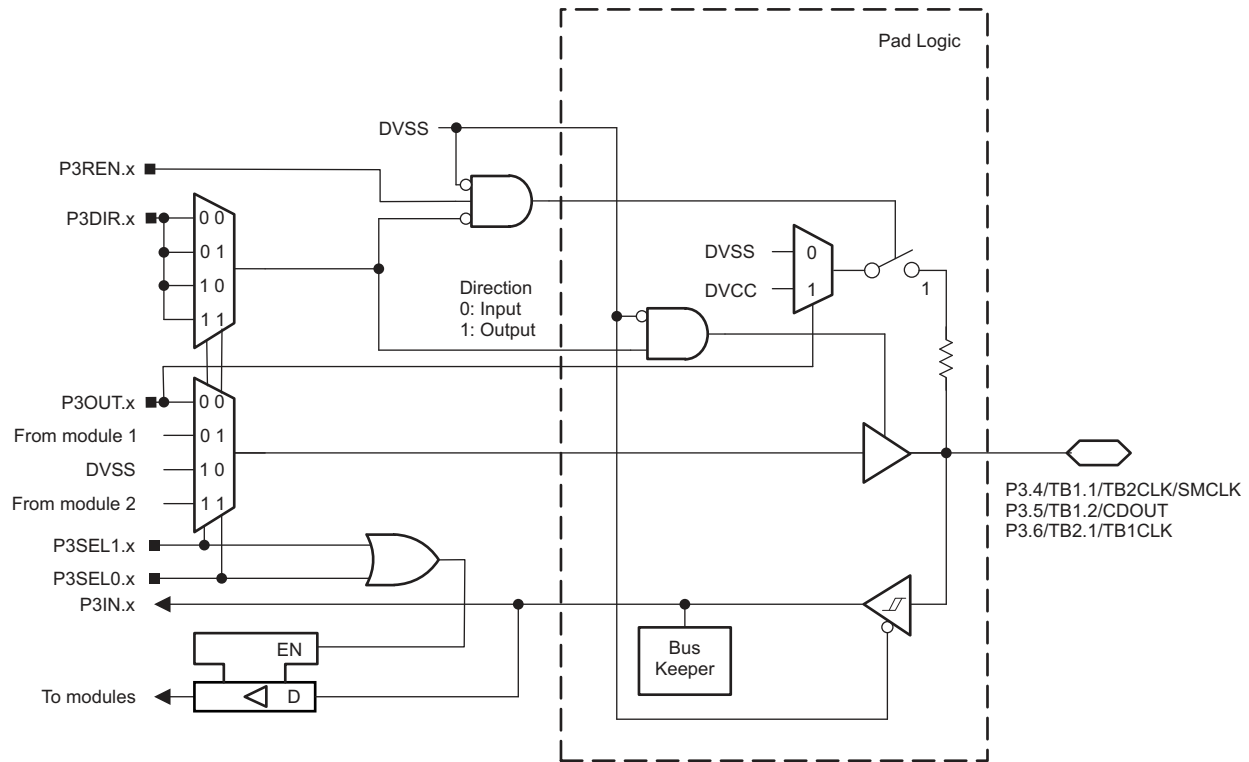 Pad Logic
DVSS
P3REN.x
P3DIR.x
0 0
0 1
1 0
1 1
Direction
0: Input
1: Output
DVSS
0
DVCC
1
1
P3OUT.x
0 0
From module 1
0 1
DVSS
1 0
From module 2
1 1
P3.4/TB1.1/TB2CLK/SMCLK
P3.5/TB1.2/CDOUT
P3.6/TB2.1/TB1CLK
P3SEL1.x
P3SEL0.x
P3IN.x
EN
Bus
Keeper
To modules
D